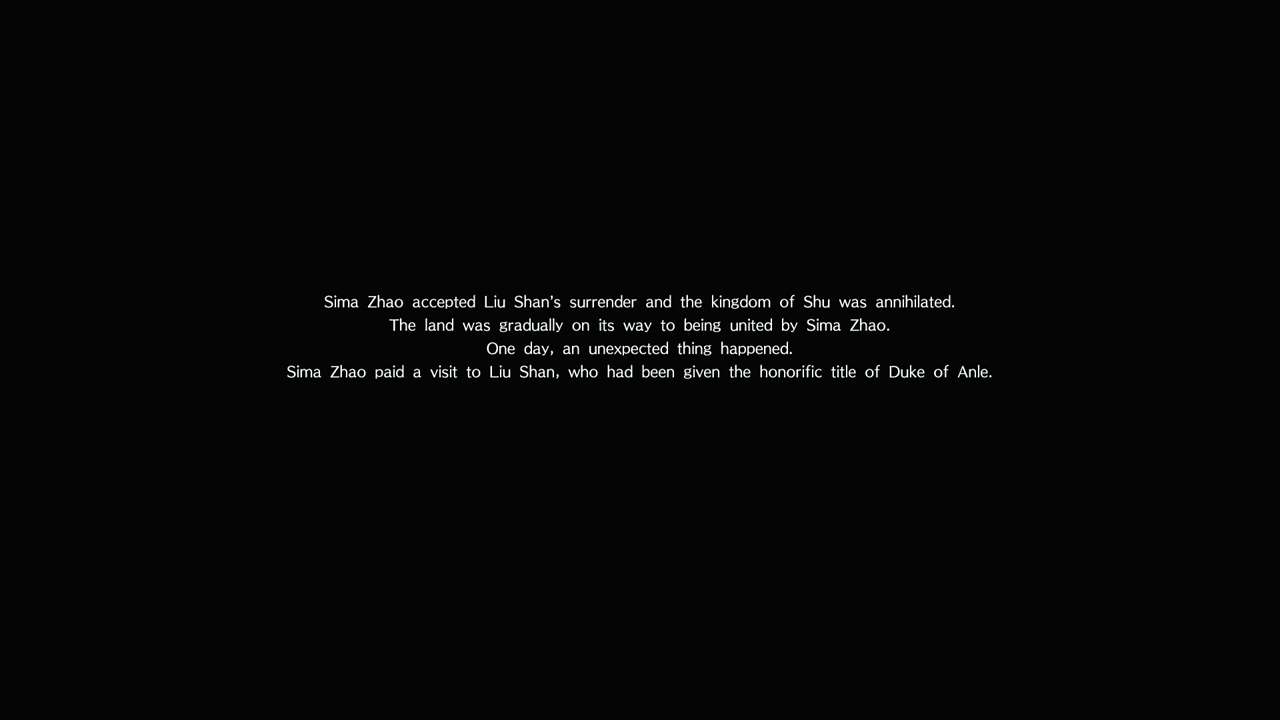 Sima Zhao accepted Liu Shan's surrender and the kingdom of Shu was annihilated.
The land was gradually on its way to being united by Sima Zhao.
One day, an unexpected thing happened.
Sima Zhao paid a visit to Liu Shan, who had been given the honorific title of Duke of Anle.